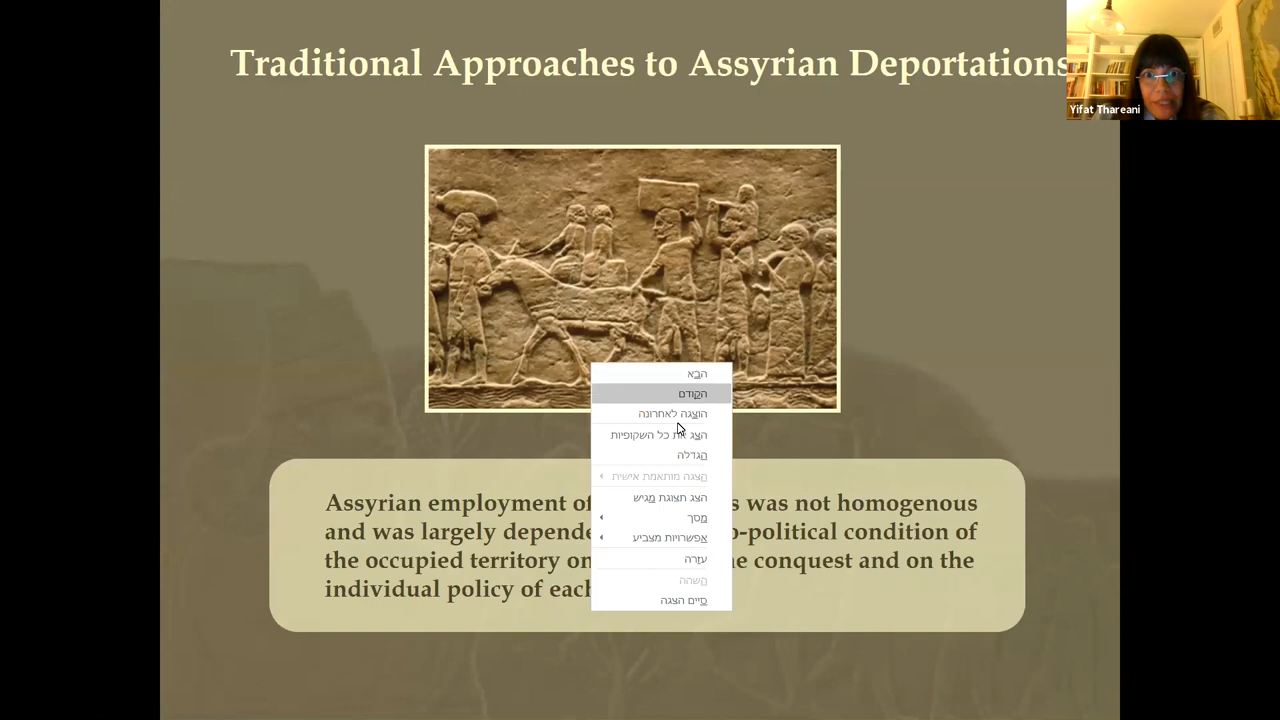 Traditional Approaches to Assyrian Deportations
Yifat Thareani
הבא
הקודם
הוצגה לאחרונה
הצג את כל השקופיות
הגדלה
הצגה מותאמת אישית
הצג תצוגת מגיש
מסך
אפשרויות מצביע
עזרה
השהה
סיים הצגה
Assyrian employment of s was not homogenous
and was largely depende o-political condition of
the occupied territory on e conquest and on the
individual policy of each